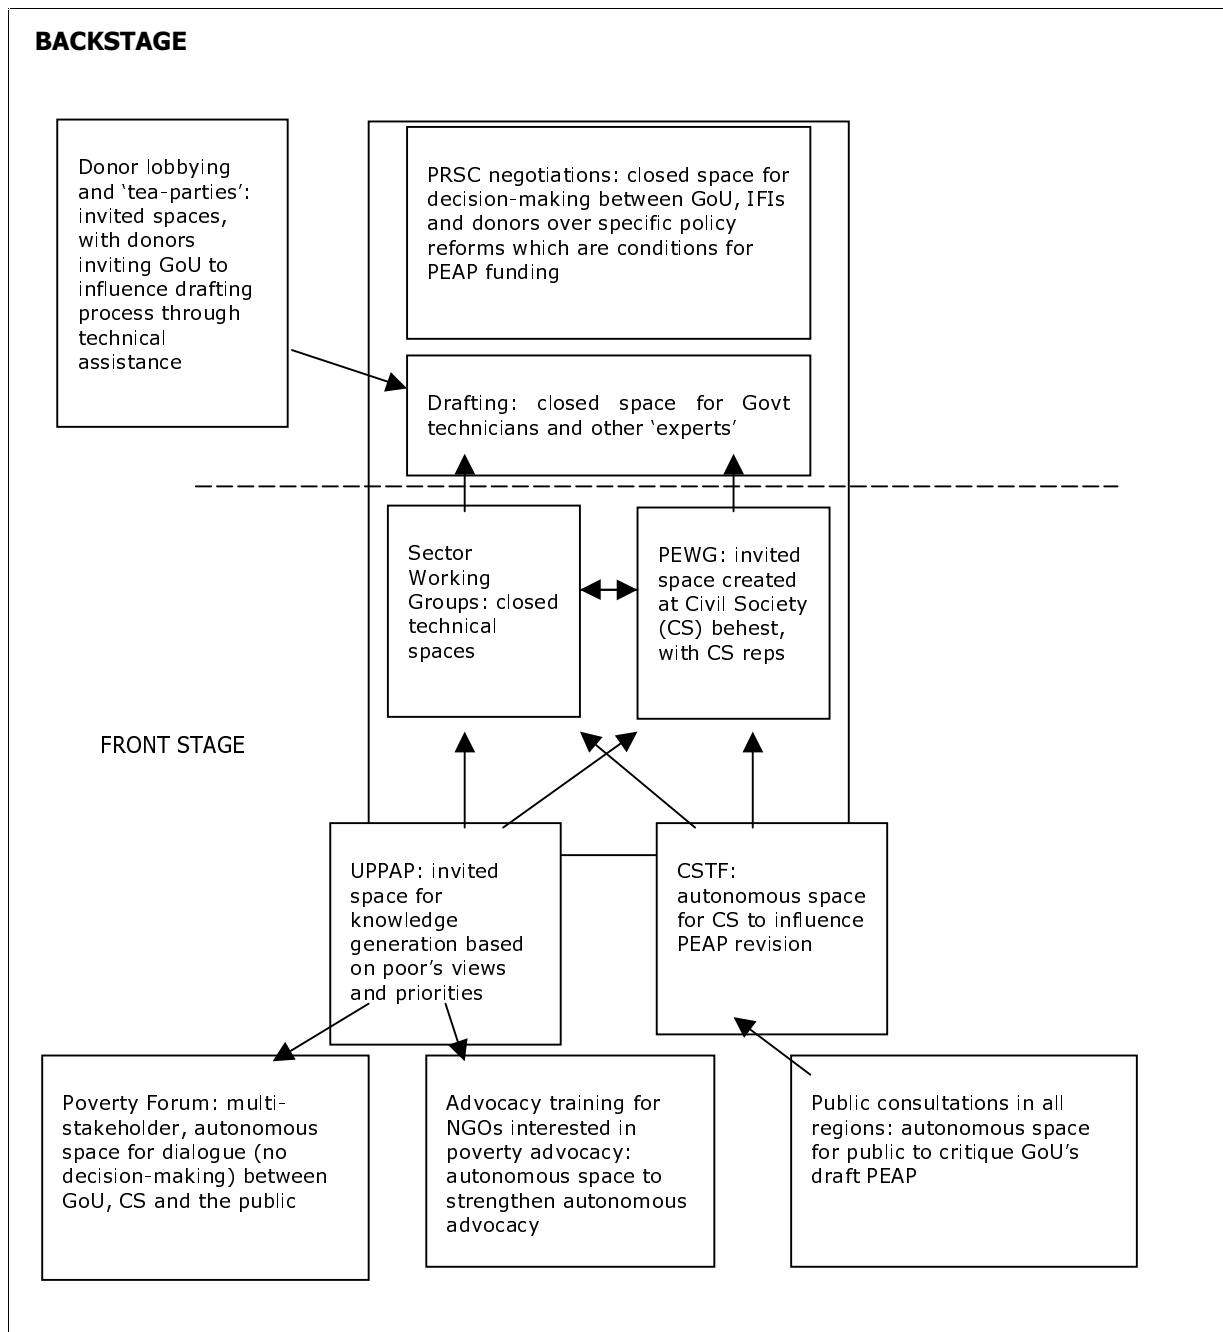 BACKSTAGE
Donor lobbying
and ‘tea-parties’:
invited spaces,
with donors
inviting GoU to
influence drafting
process through
technical
assistance
PRSC negotiations: closed space for
decision-making between GoU, IFIs
and donors over specific policy
reforms which are conditions for
PEAP funding
Drafting: closed space for Govt
technicians and other ‘experts’
Sector
Working
Groups: closed
technical
spaces
PEWG: invited
space created
at Civil Society
(CS) behest,
with CS reps
FRONT STAGE
UPPAP: invited
space for
knowledge
generation based
on poor’s views
and priorities
CSTF:
autonomous space
for CS to influence
PEAP revision
Poverty Forum: multi-
stakeholder, autonomous
space for dialogue (no
decision-making) between
GoU, CS and the public
Advocacy training for
NGOs interested in
poverty advocacy:
autonomous space to
strengthen autonomous
advocacy
Public consultations in all
regions: autonomous space
for public to critique GoU’s
draft PEAP